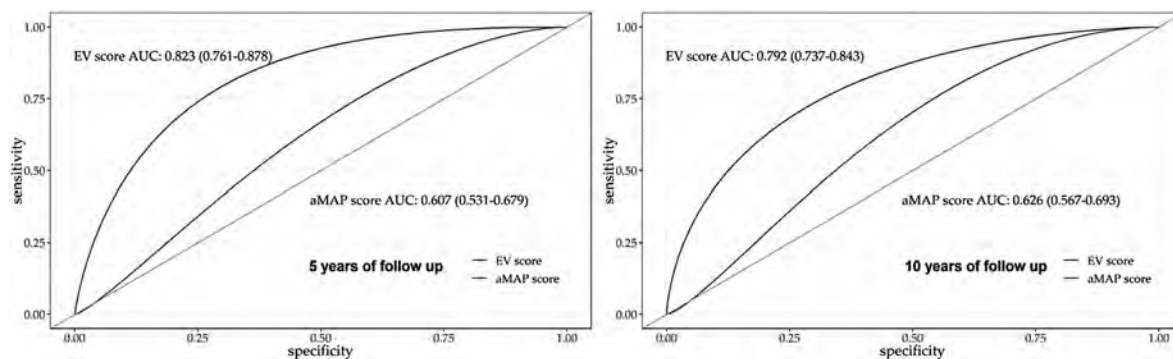 1.00
EV score AUC: 0.823 (0.761-0.878)
0.75
sensitivity
0.50
aMAP score AUC: 0.607 (0.531-0.679)
0.25
5 years of follow up
EV score
aMAP score
0.00
0.00 0.25 0.50 0.75 1.00
specificity
1.00
EV score AUC: 0.792 (0.737-0.843)
0.75
sensitivity
0.50
aMAP score AUC: 0.626 (0.567-0.693)
0.25
10 years of follow up
EV score
aMAP score
0.00
0.00 0.25 0.50 0.75 1.00
specificity